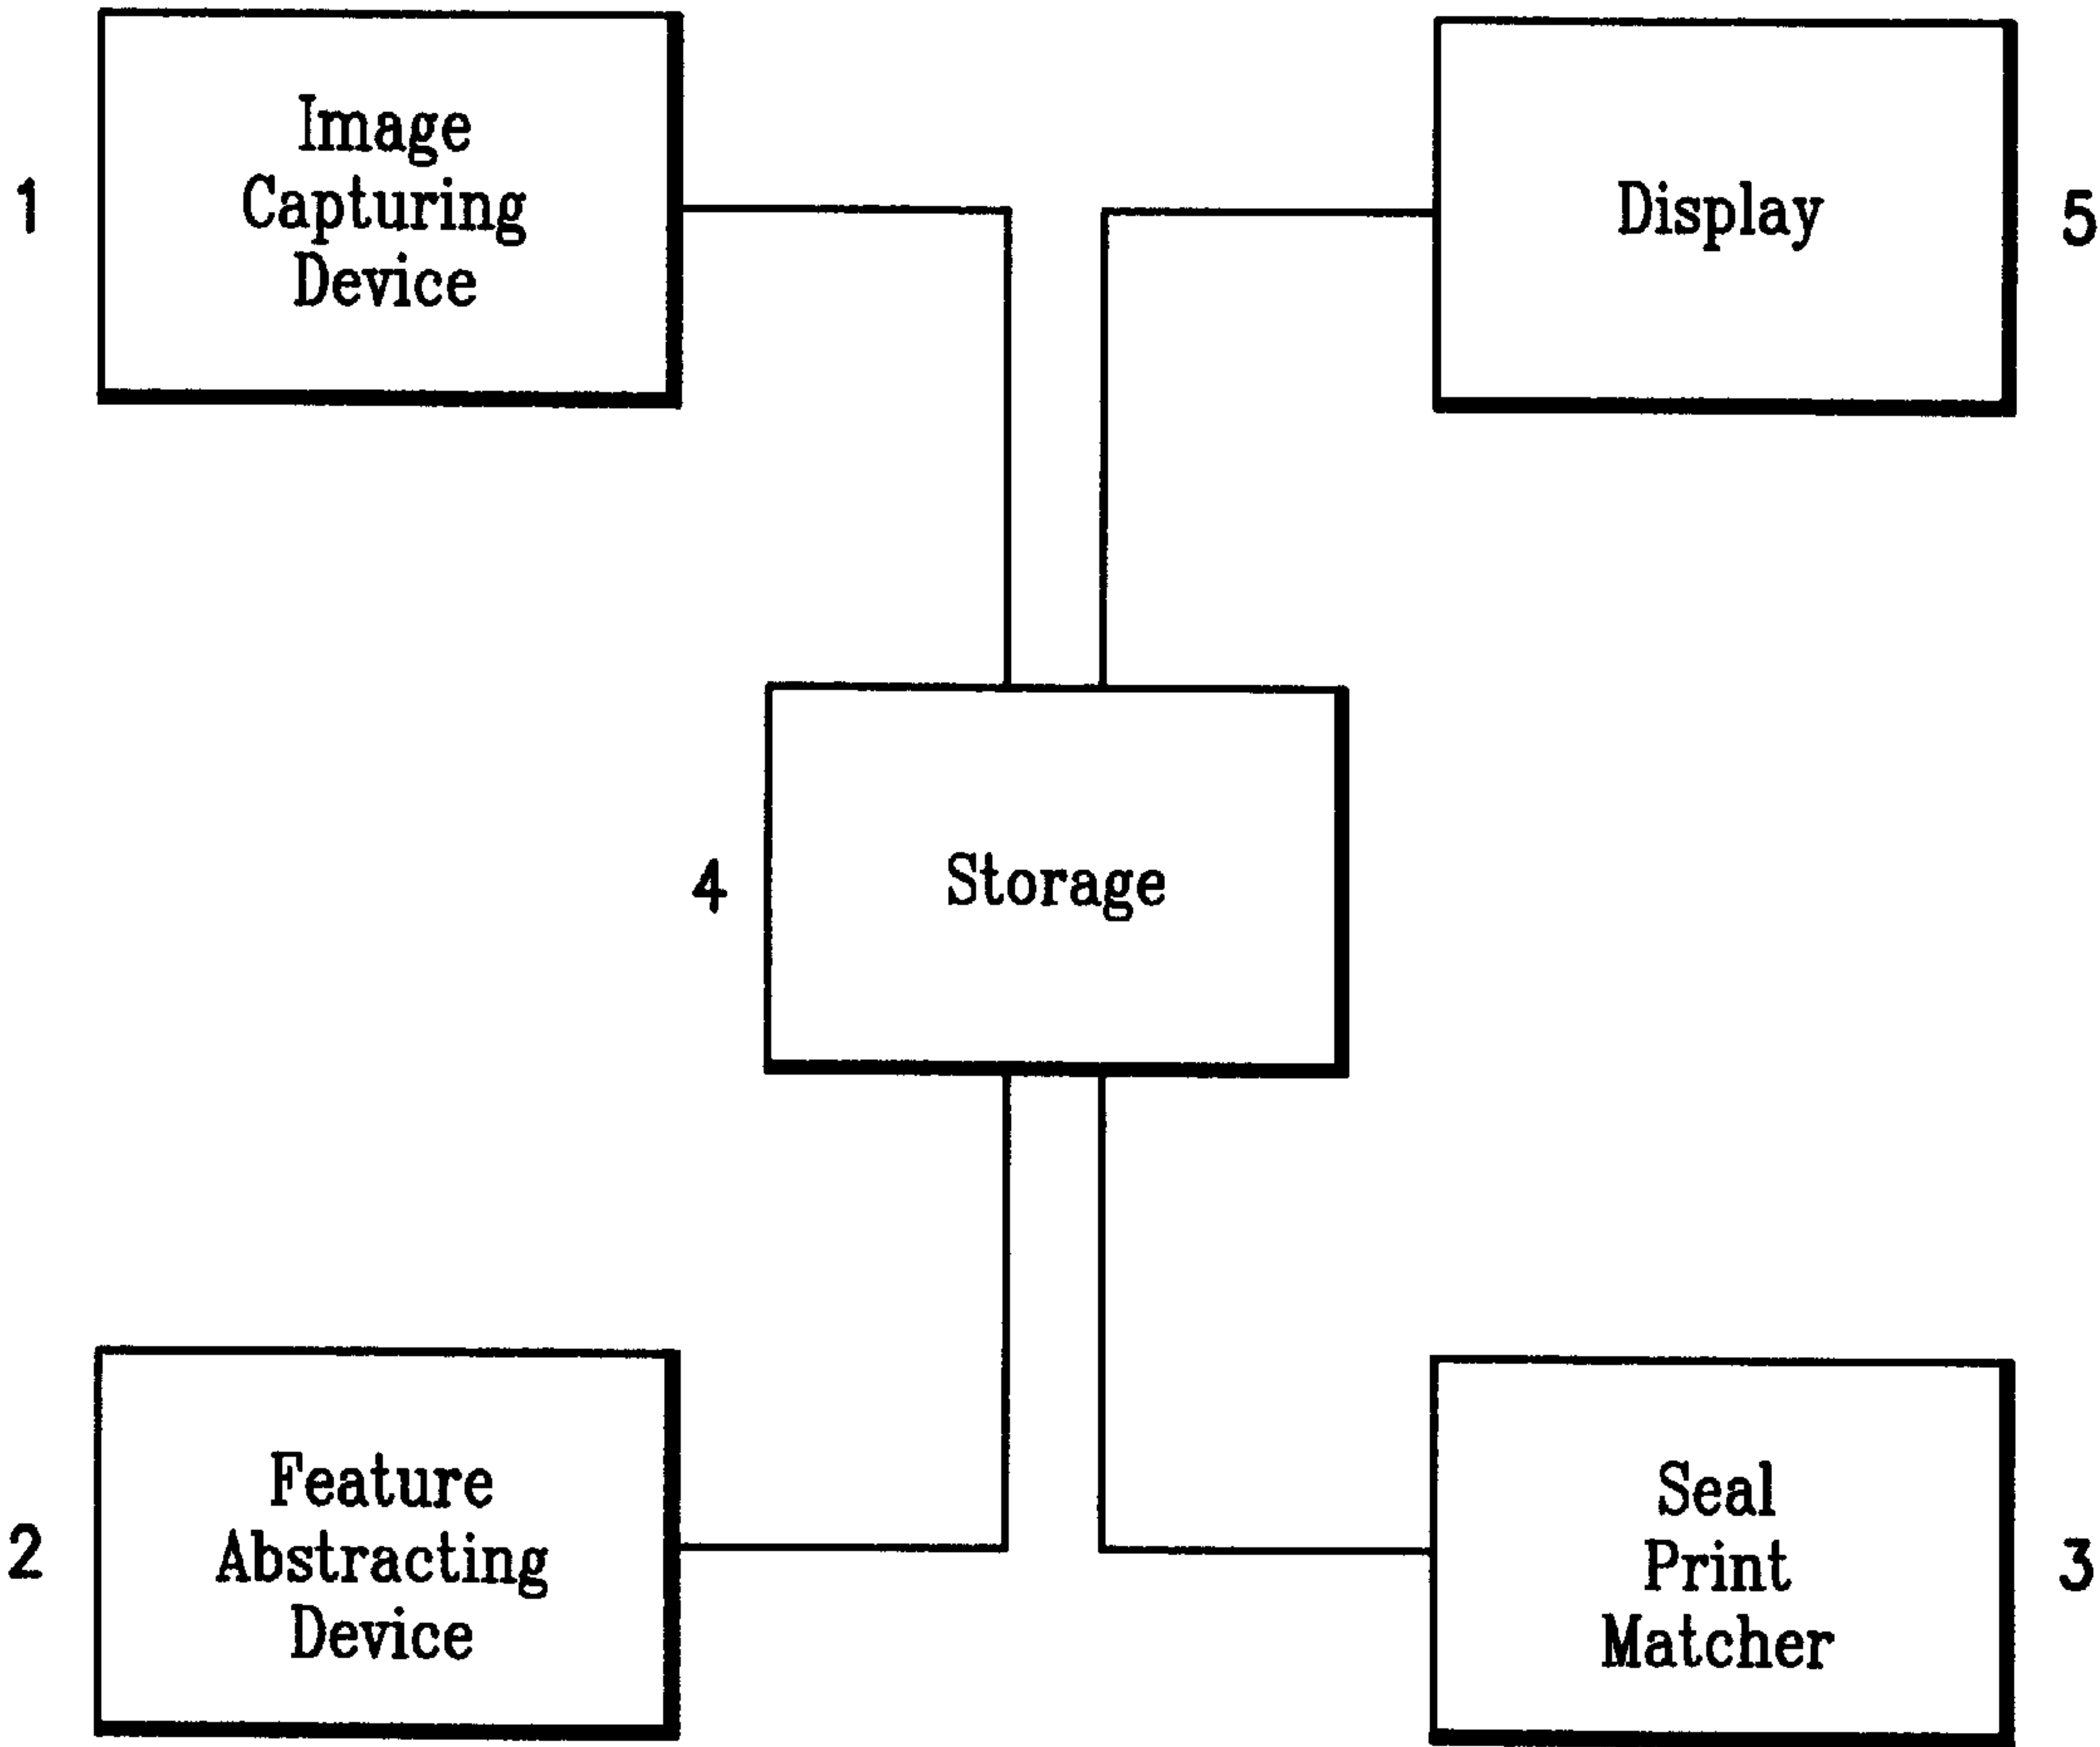 1
Image
Capturing
Device
Display
5
4
Storage
2
Feature
Abstracting
Device
Seal
Print
Matcher
3